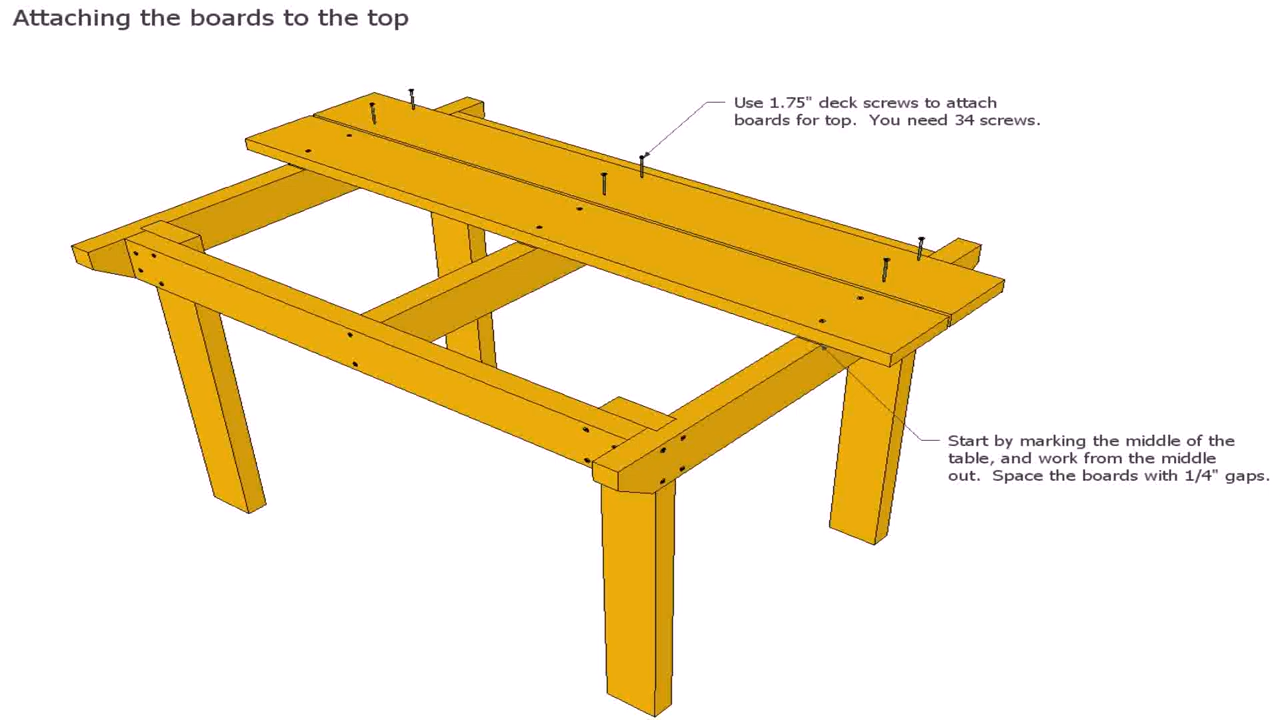 Attaching the boards to the top
Use 1.75" deck screws to attach
boards for top.  You need 34 screws.
Start by marking the middle of the
table, and work from the middle
out.  Space the boards with 1/4" gaps.